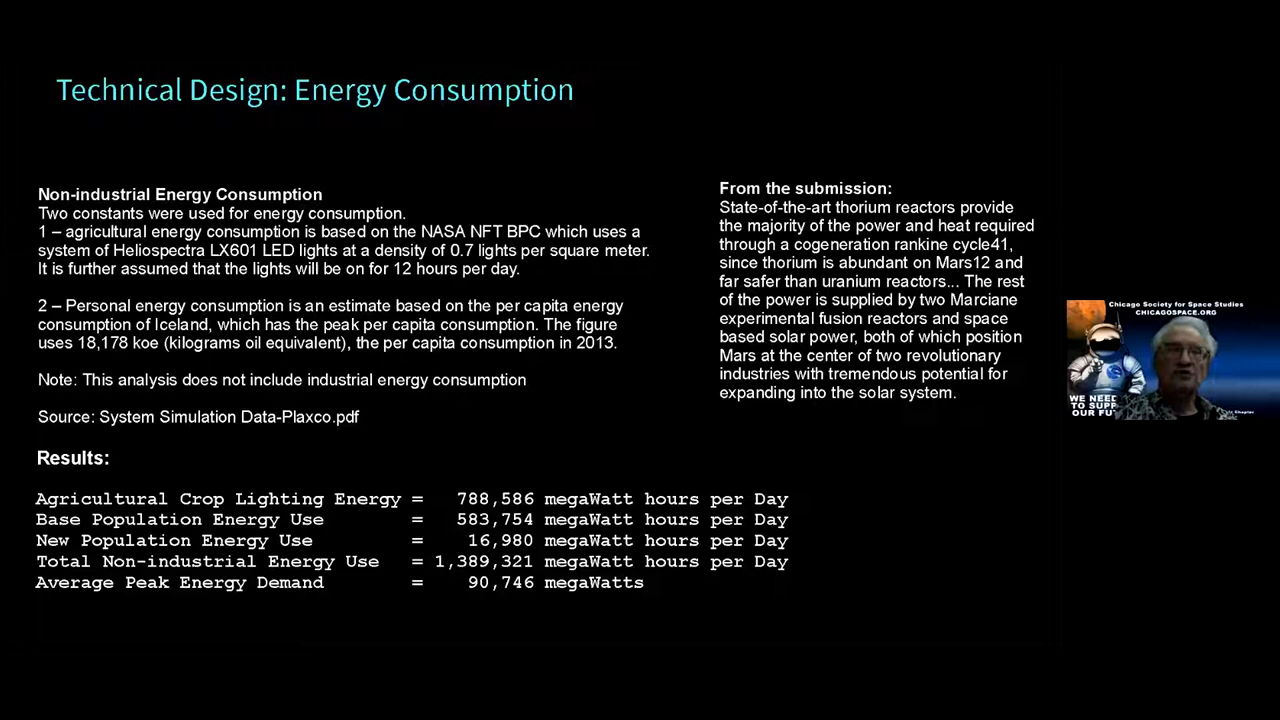 Technical Design: Energy Consumption
Non-industrial Energy Consumption
Two constants were used for energy consumption.
1 – agricultural energy consumption is based on the NASA NFT BPC which uses a
system of Heliospectra LX601 LED lights at a density of 0.7 lights per square meter.
It is further assumed that the lights will be on for 12 hours per day.
2 – Personal energy consumption is an estimate based on the per capita energy
consumption of Iceland, which has the peak per capita consumption. The figure
uses 18,178 koe (kilograms oil equivalent), the per capita consumption in 2013.
Note: This analysis does not include industrial energy consumption
Source: System Simulation Data-Plaxco.pdf
Results:
Agricultural Crop Lighting Energy = 788,586 megaWatt hours per Day
Base Population Energy Use = 583,754 megaWatt hours per Day
New Population Energy Use = 16,980 megaWatt hours per Day
Total Non-industrial Energy Use = 1,389,321 megaWatt hours per Day
Average Peak Energy Demand = 90,746 megaWatts
From the submission:
State-of-the-art thorium reactors provide
the majority of the power and heat required
through a cogeneration rankine cycle41,
since thorium is abundant on Mars12 and
far safer than uranium reactors... The rest
of the power is supplied by two Marciane
experimental fusion reactors and space
based solar power, both of which position
Mars at the center of two revolutionary
industries with tremendous potential for
expanding into the solar system.
Chicago Society for Space Studies
CHICAGOSPACE.ORG
WE NEED
TO SUPP
OUR FU
Chapter